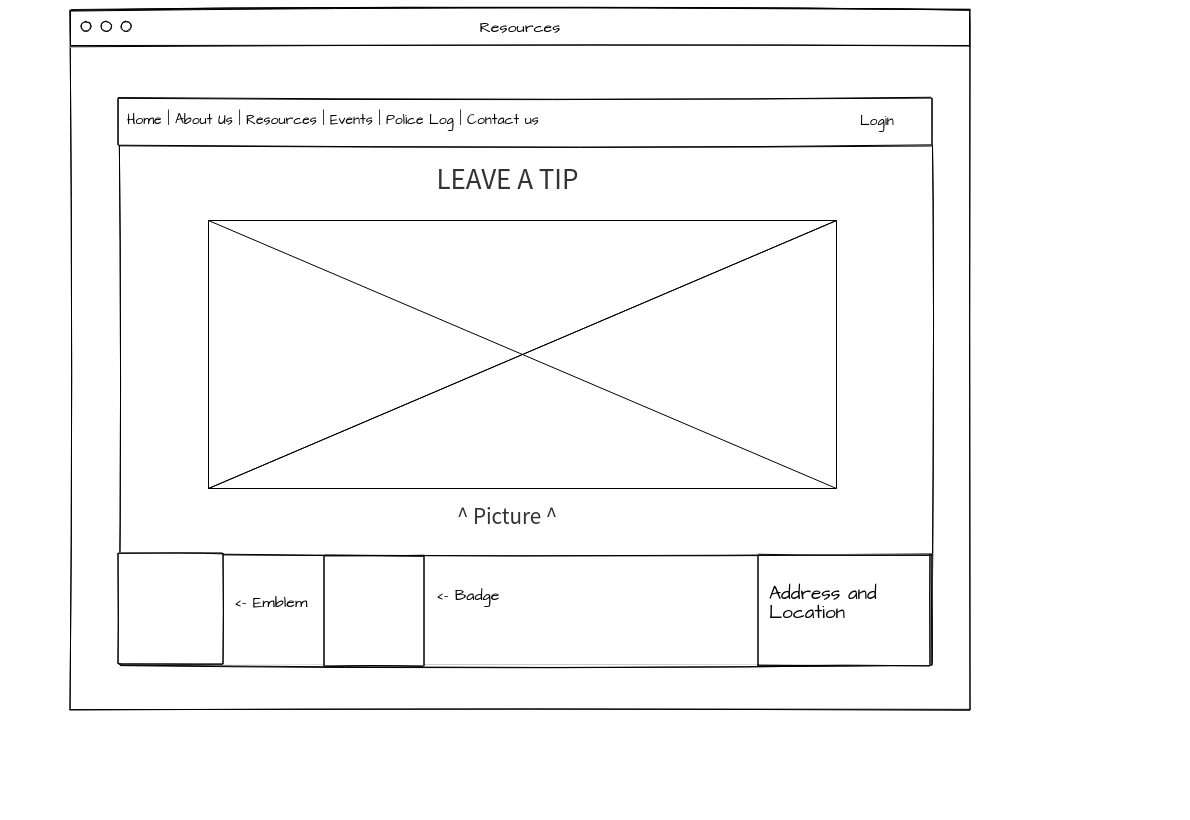 Resources
Home | About Us | Resources | Events | Police Log | Contact us
Login
LEAVE A TIP
^ Picture ^
<- Emblem
<- Badge
Address and
Location